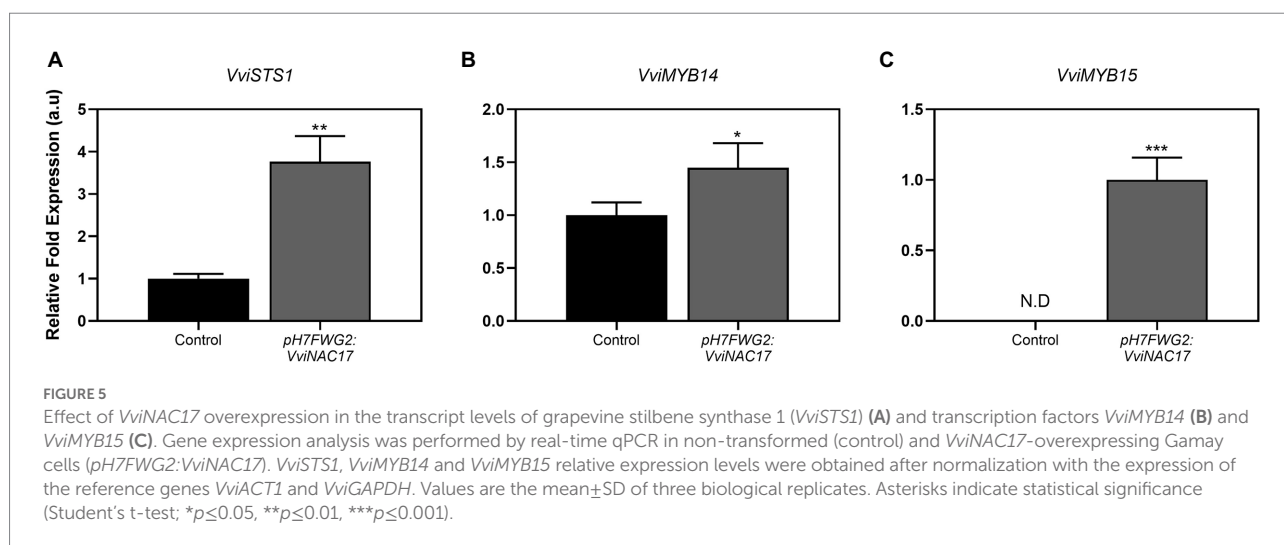 A
VviSTS1
Relative Fold Expression (a.u)
5
4
3
2
1
0
**
Control
pH7FWG2:
VviNAC17
B
VviMYB14
2.0
1.5
1.0
0.5
0.0
*
Control
pH7FWG2:
VviNAC17
C
VviMYB15
1.5
1.0
0.5
0.0
N.D
***
Control
pH7FWG2:
VviNAC17
FIGURE 5
Effect of VviNAC17 overexpression in the transcript levels of grapevine stilbene synthase 1 (VviSTS1) (A) and transcription factors VviMYB14 (B) and
VviMYB15 (C). Gene expression analysis was performed by real-time qPCR in non-transformed (control) and VviNAC17-overexpressing Gamay
cells (pH7FWG2:VviNAC17). VviSTS1, VviMYB14 and VviMYB15 relative expression levels were obtained after normalization with the expression of
the reference genes VviACT1 and VviGAPDH. Values are the mean±SD of three biological replicates. Asterisks indicate statistical significance
(Student's t-test; *p≤0.05, **p≤0.01, ***p≤0.001).